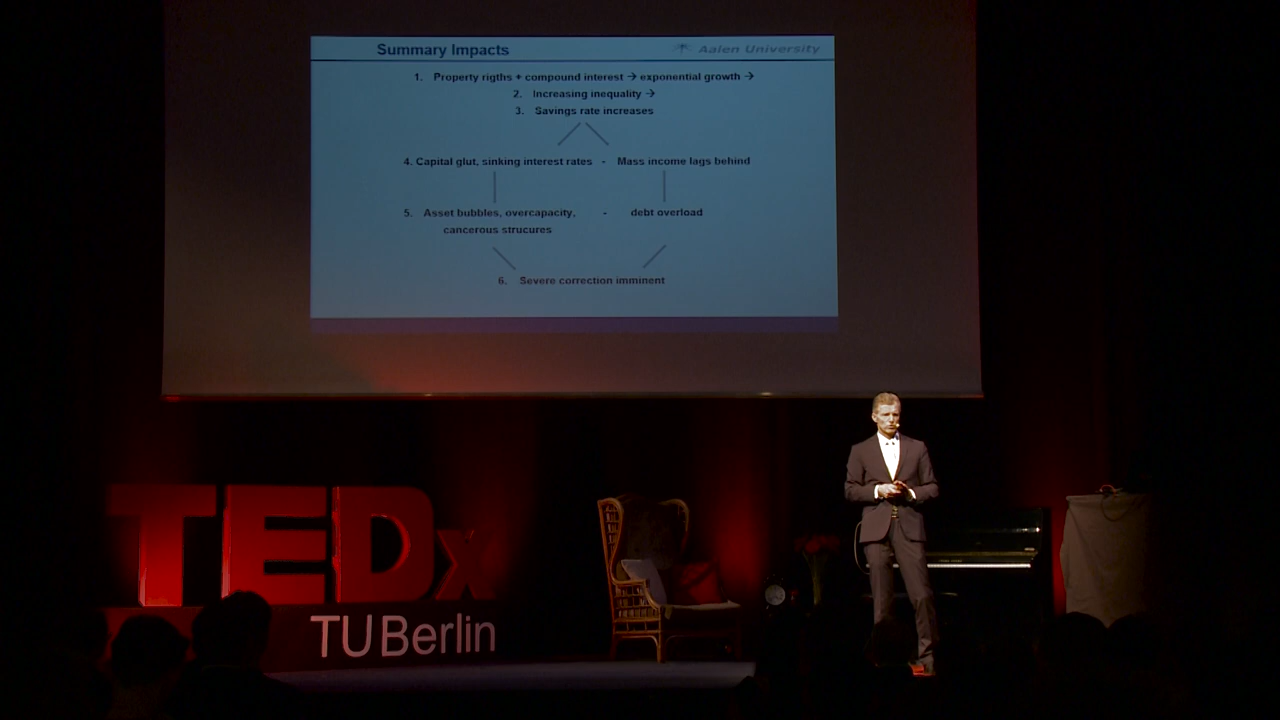 Summary Impacts
Aalen University
1. Property rigths + compound interest → exponential growth →
2. Increasing inequality →
3. Savings rate increases
4. Capital glut, sinking interest rates - Mass income lags behind
5. Asset bubbles, overcapacity, - debt overload
cancerous strucures
6. Severe correction imminent
TEDx
TU Berlin